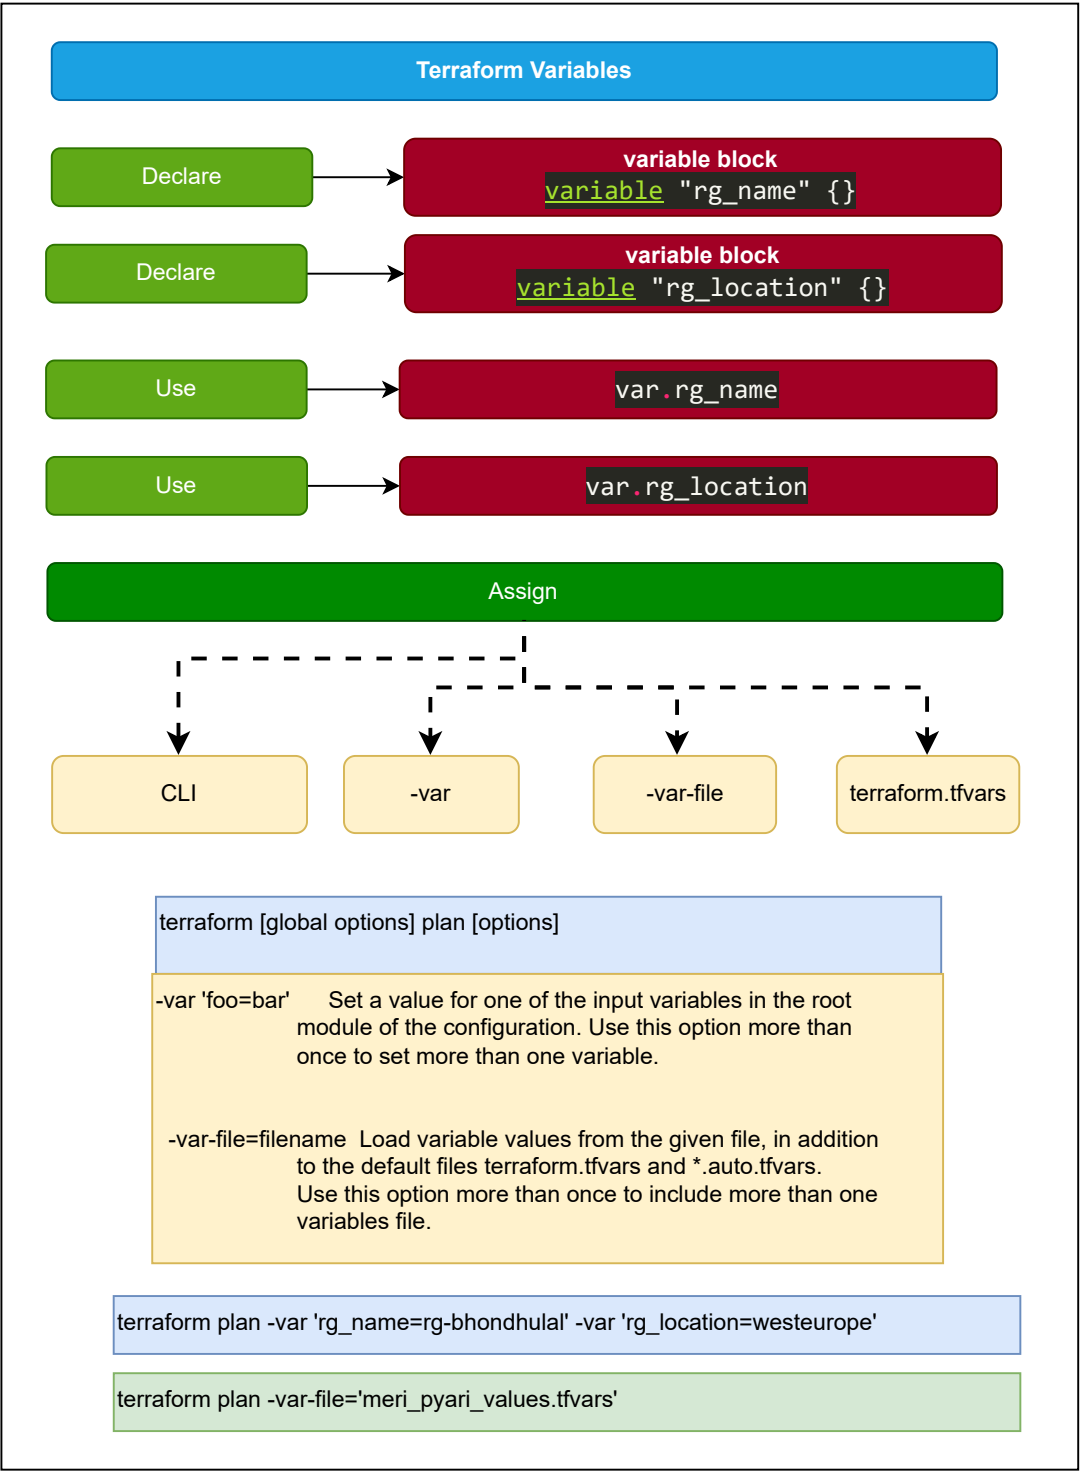 Terraform Variables
Declare
variable block
variable "rg_name" {}
Declare
variable block
variable "rg_location" {}
Use
var.rg_name
Use
var.rg_location
Assign
CLI
-var
-var-file
terraform.tfvars
terraform [global options] plan [options]
-var 'foo=bar' Set a value for one of the input variables in the root
module of the configuration. Use this option more than
once to set more than one variable.
-var-file=filename Load variable values from the given file, in addition
to the default files terraform.tfvars and *.auto.tfvars.
Use this option more than once to include more than one
variables file.
terraform plan -var 'rg_name=rg-bhondhulal' -var 'rg_location=westeurope'
terraform plan -var-file='meri_pyari_values.tfvars'